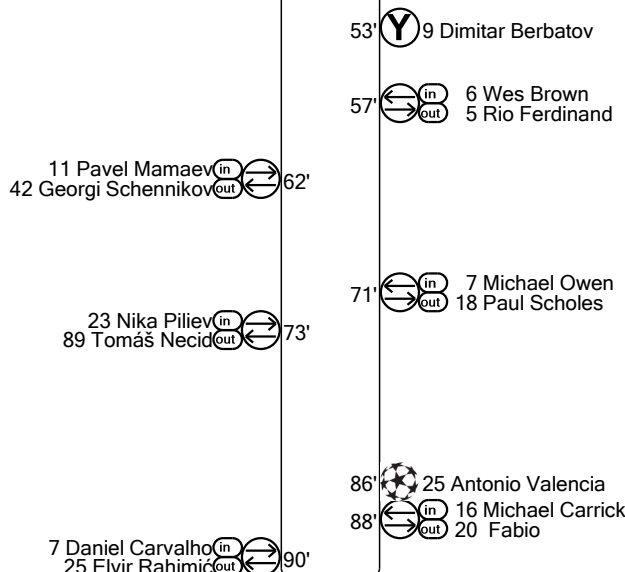 53' Y 9 Dimitar Berbatov
57' in 6 Wes Brown
out 5 Rio Ferdinand
11 Pavel Mamaev in 62'
42 Georgi Schennikov out
71' in 7 Michael Owen
out 18 Paul Scholes
23 Nika Piliev in 73'
89 Tomáš Necid out
86' 25 Antonio Valencia
88' in 16 Michael Carrick
out 20 Fabio
7 Daniel Carvalho in 90'
25 Elvir Rahimić out